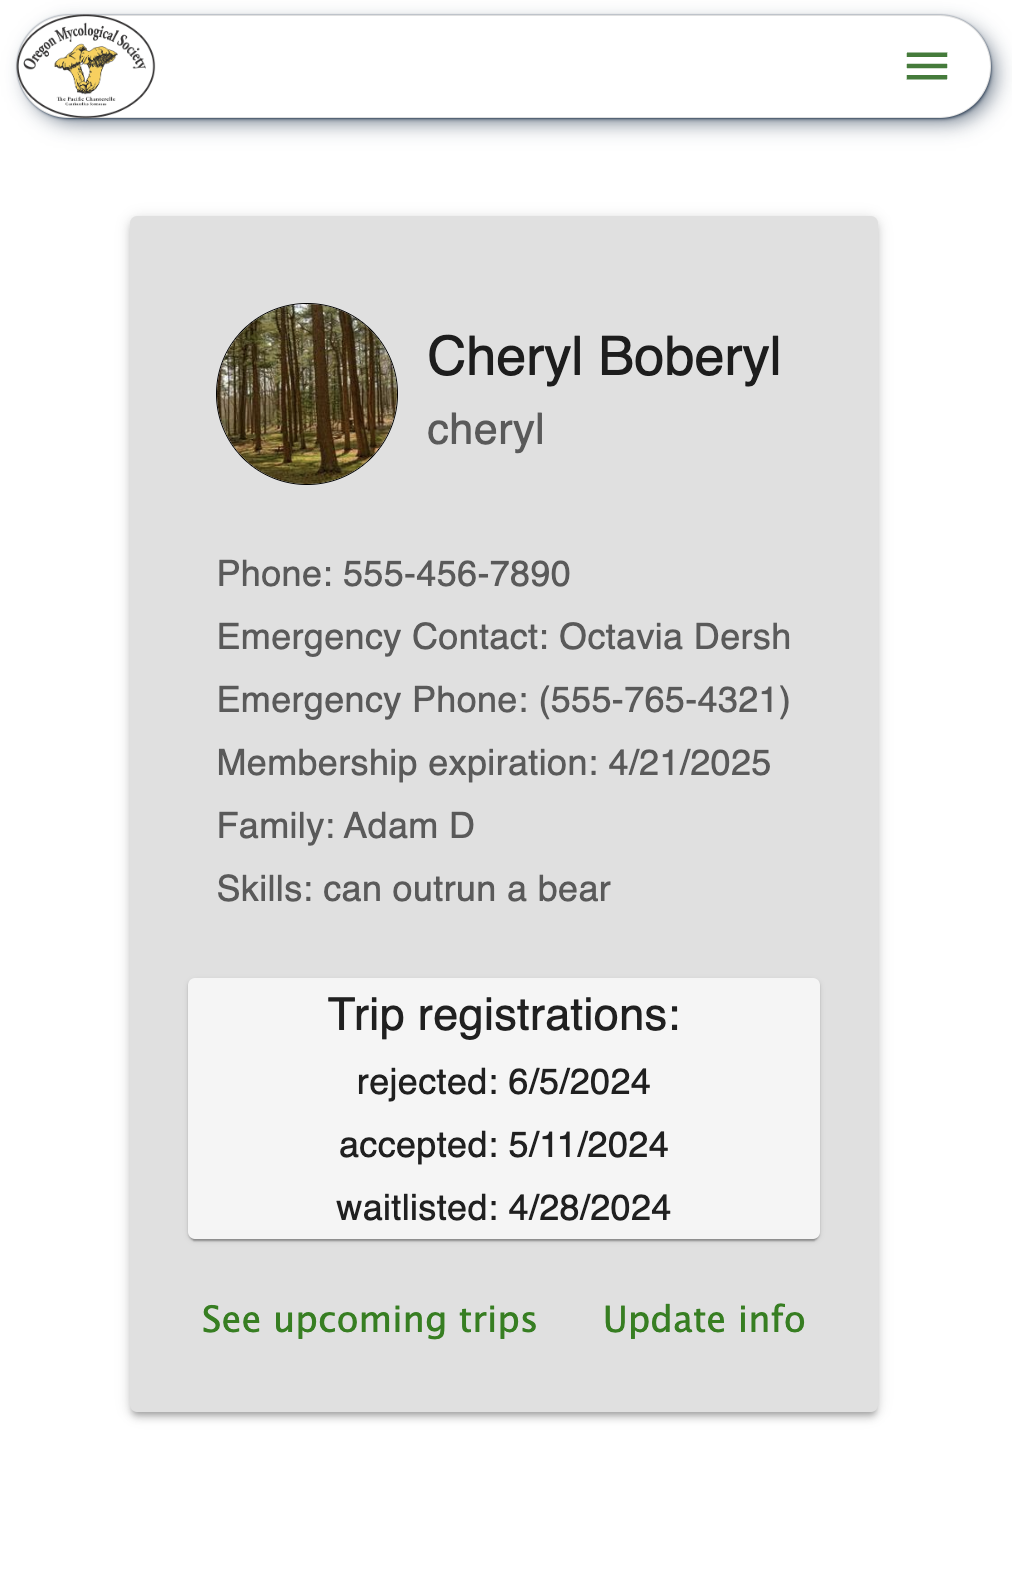 Oregon Mycological Society
The Pacific Chanterelle
Cheryl Boberyl
cheryl
Phone: 555-456-7890
Emergency Contact: Octavia Dersh
Emergency Phone: (555-765-4321)
Membership expiration: 4/21/2025
Family: Adam D
Skills: can outrun a bear
Trip registrations:
rejected: 6/5/2024
accepted: 5/11/2024
waitlisted: 4/28/2024
See upcoming trips
Update info